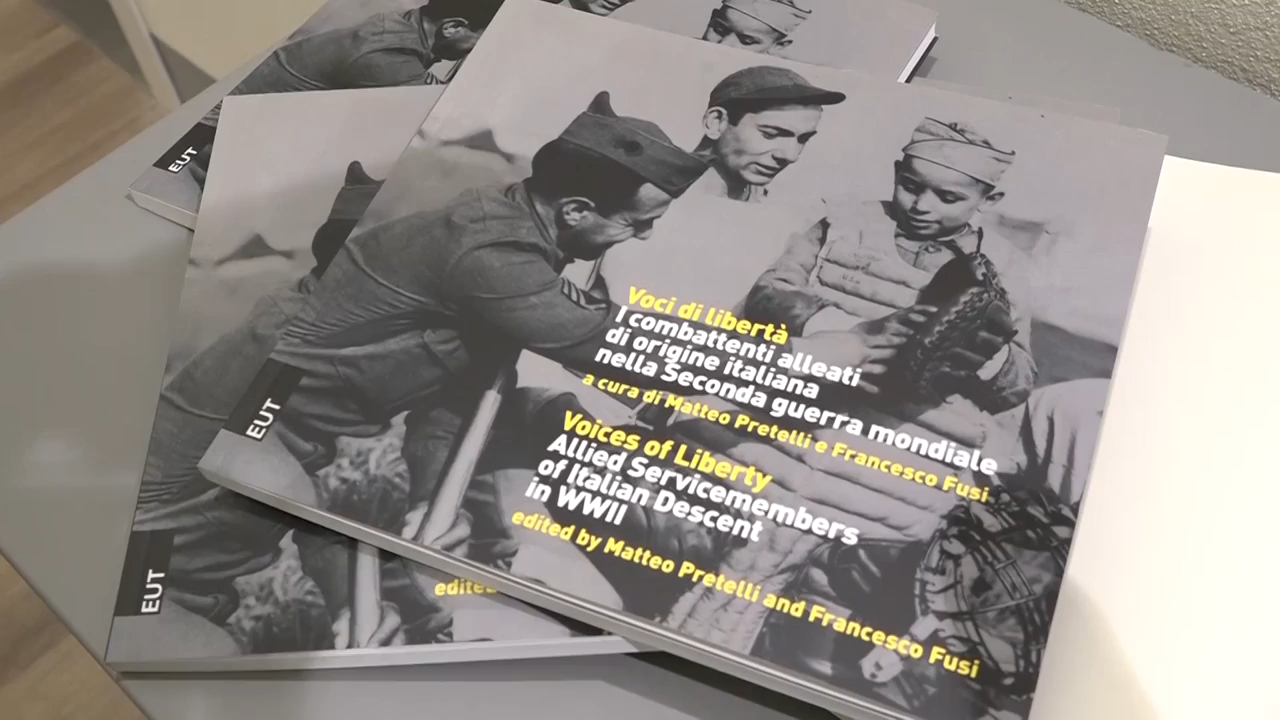 Voci di libertà
I combattenti alleati
di origine italiana
nella Seconda guerra mondiale
a cura di Matteo Pretelli e Francesco Fusi
Voices of Liberty
Allied Servicemembers
of Italian Descent
in WWII
edited by Matteo Pretelli and Francesco Fusi
EUT
EUT
EUT
edited